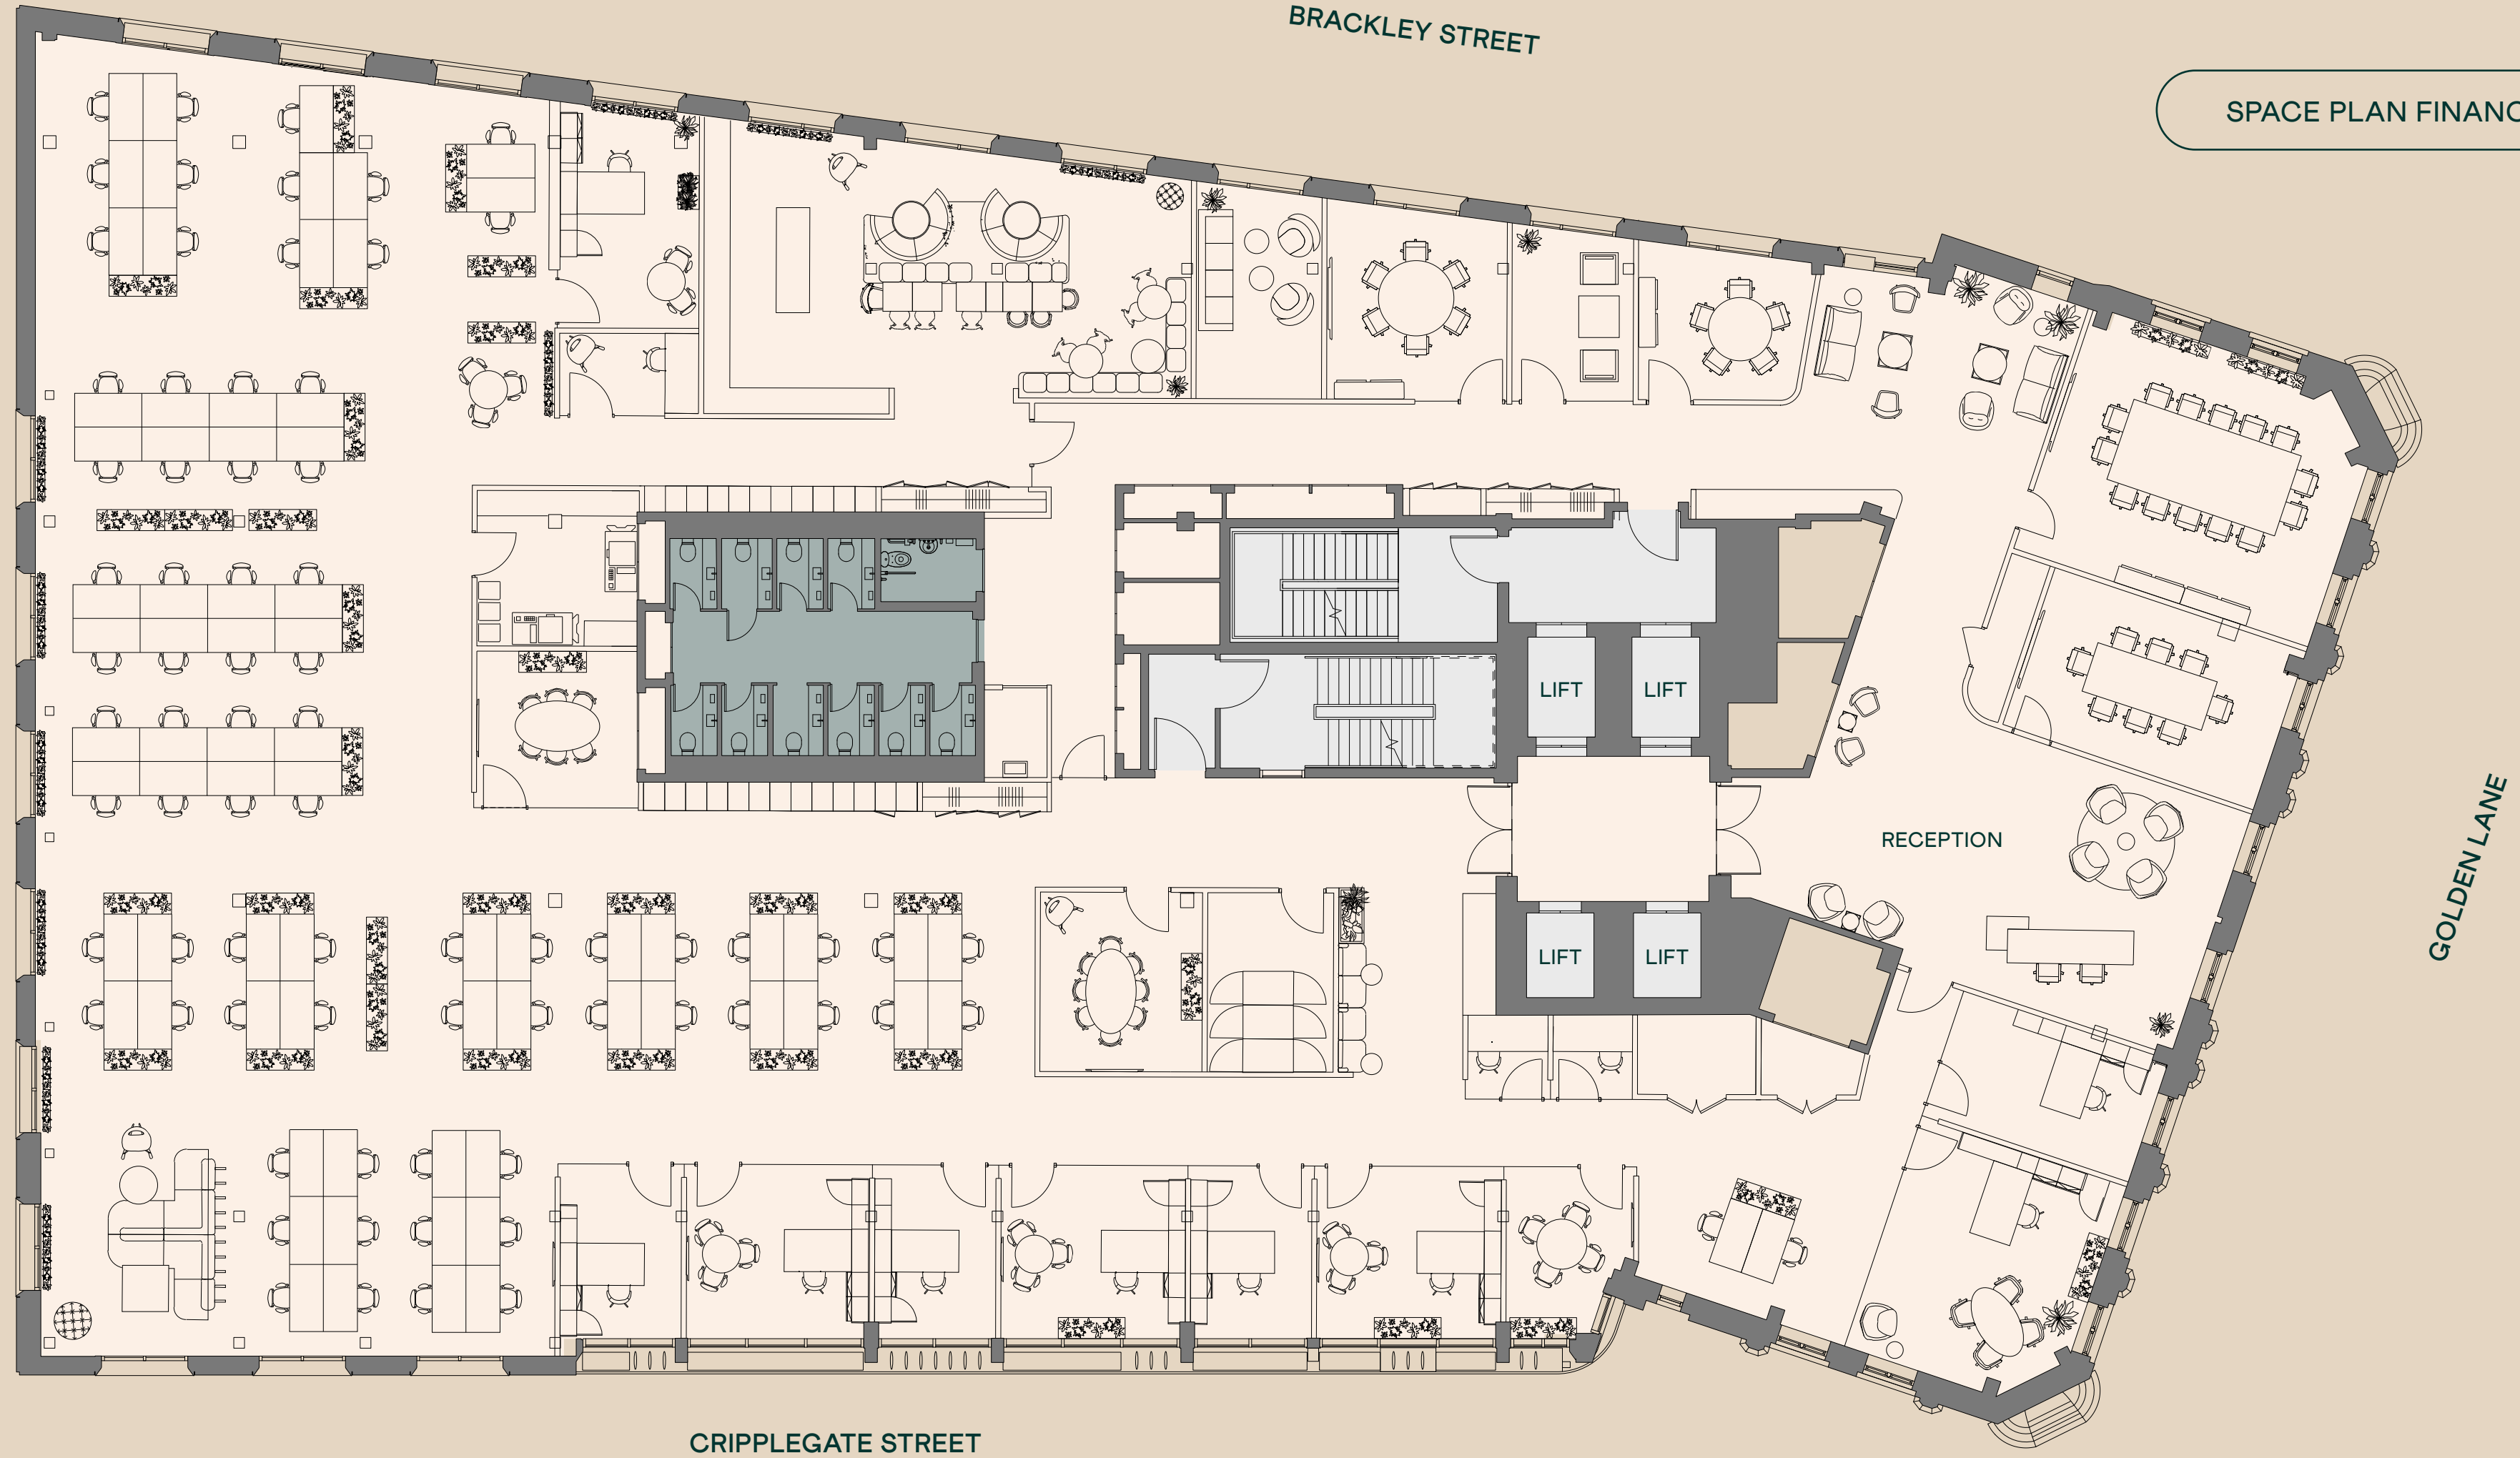 BRACKLEY STREET
SPACE PLAN FINANC
LIFT
LIFT
RECEPTION
GOLDEN LANE
LIFT
LIFT
CRIPPLEGATE STREET